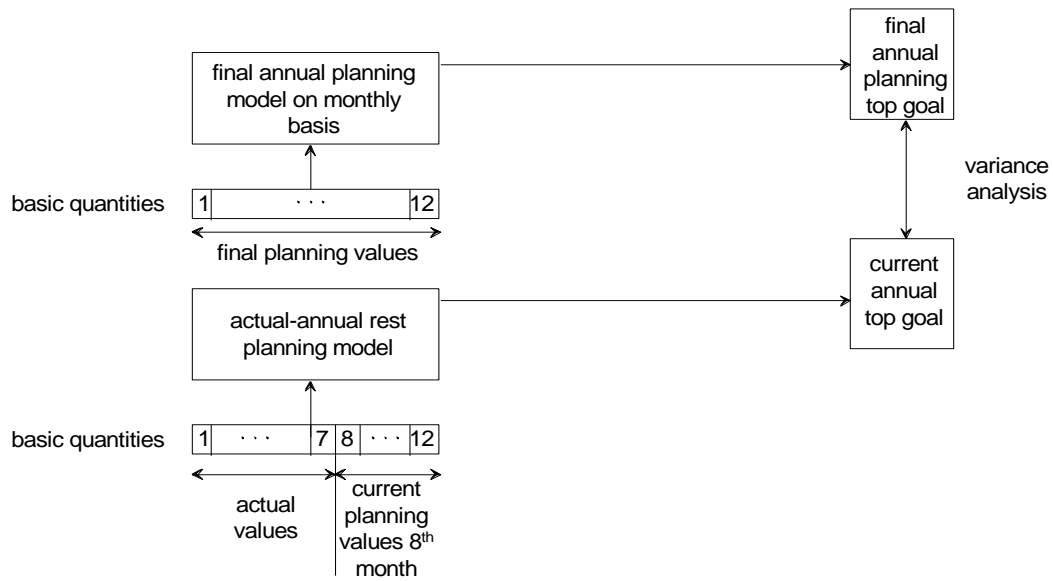 final annual planning
model on monthly
basis
final
annual
planning
top goal
basic quantities
1 ... 12
final planning values
variance
analysis
actual-annual rest
planning model
current
annual
top goal
basic quantities
1 ... 7 8 ... 12
actual
values
current
planning
values 8th
month